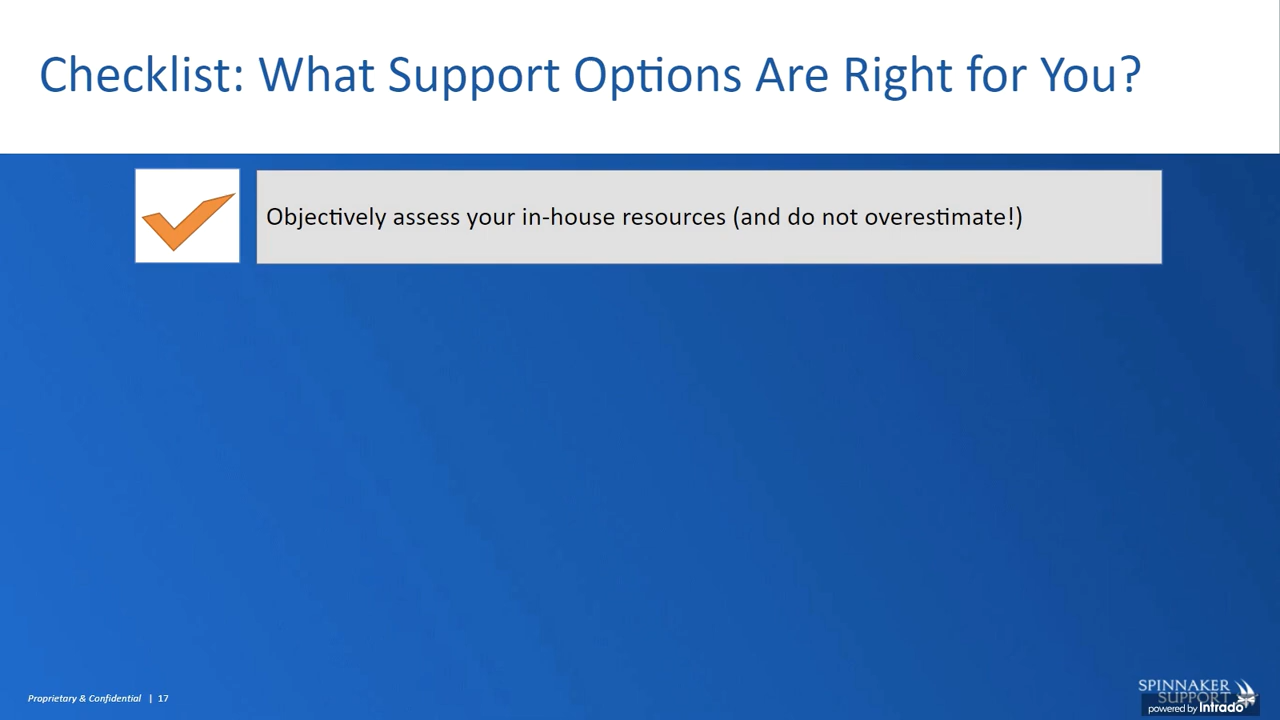 Checklist: What Support Options Are Right for You?
Objectively assess your in-house resources (and do not overestimate!)
Proprietary & Confidential | 17
SPINNAKER
SUPPORT
powered by Intrado